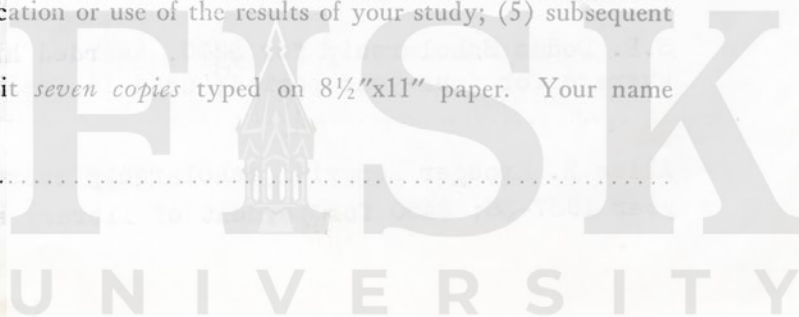 cation or use of the results of your study; (5) subsequent
it seven copies typed on 8½"x11" paper. Your name
....................................................................
FISK
UNIVERSITY